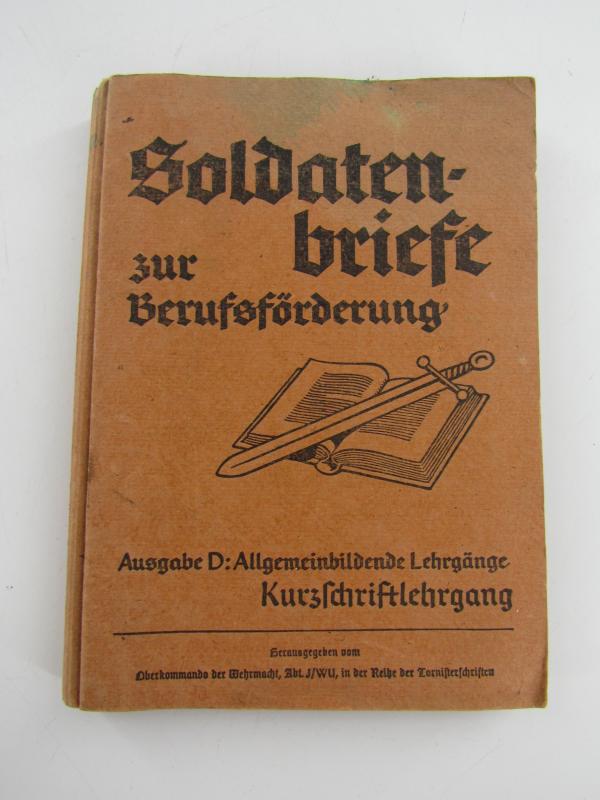 Soldaten-
briefe
zur
Berufsförderung
Ausgabe D: Allgemeinbildende Lehrgänge
Kurzschriftlehrgang
Herausgegeben vom
Oberkommando der Wehrmacht, Abt. J/WU, in der Reihe der Tornisterschriften